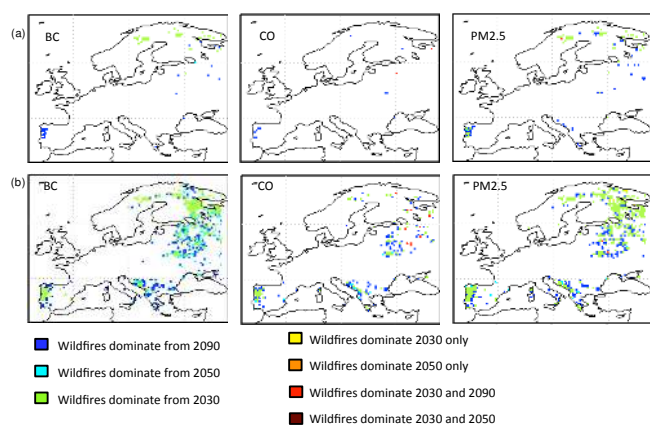 (a)
BC
CO
PM2.5
(b)
BC
CO
PM2.5
Wildfires dominate from 2090
Wildfires dominate from 2050
Wildfires dominate from 2030
Wildfires dominate 2030 only
Wildfires dominate 2050 only
Wildfires dominate 2030 and 2090
Wildfires dominate 2030 and 2050